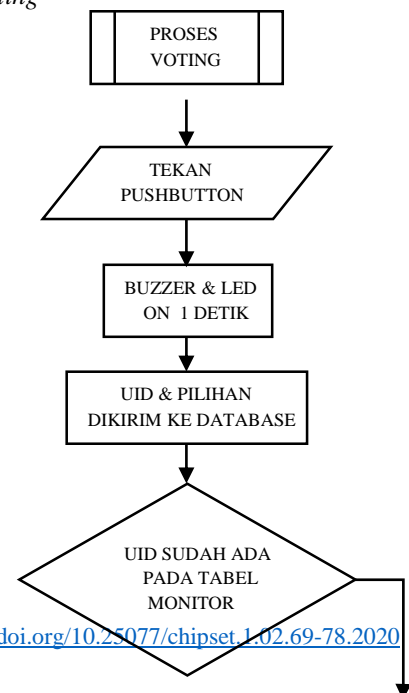 PROSES
VOTING
TEKAN
PUSHBUTTON
BUZZER & LED
ON 1 DETIK
UID & PILIHAN
DIKIRIM KE DATABASE
UID SUDAH ADA
PADA TABEL
MONITOR
doi.org/10.25077/chipset.1.02.69-78.2020